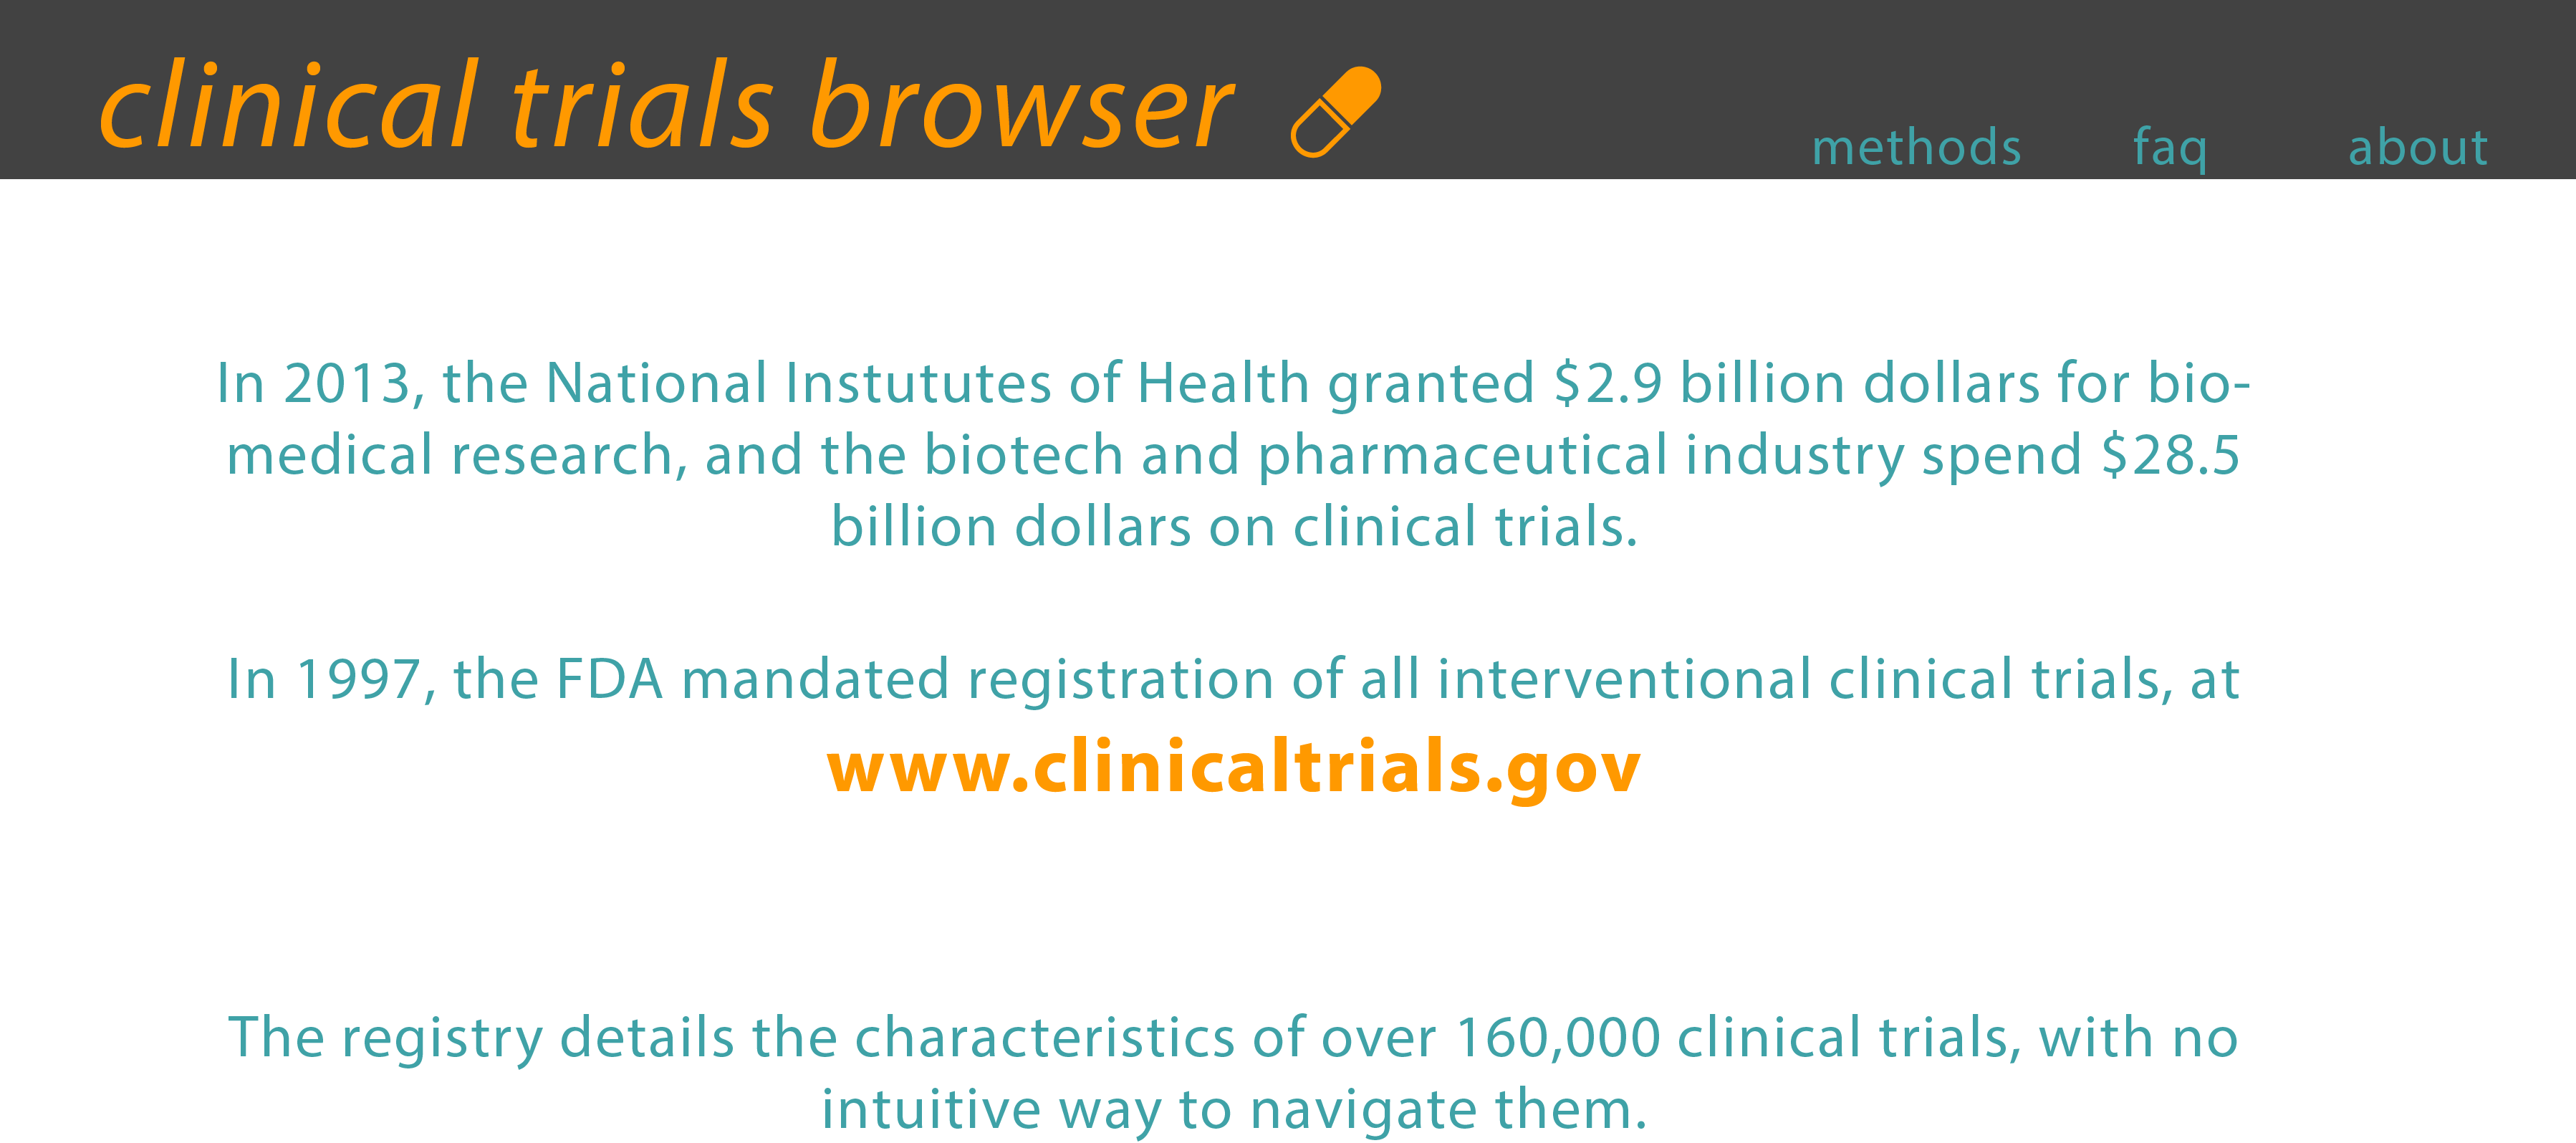 clinical trials browser
methods faq about
In 2013, the National Instututes of Health granted $2.9 billion dollars for bio-
medical research, and the biotech and pharmaceutical industry spend $28.5
billion dollars on clinical trials.
In 1997, the FDA mandated registration of all interventional clinical trials, at
www.clinicaltrials.gov
The registry details the characteristics of over 160,000 clinical trials, with no
intuitive way to navigate them.